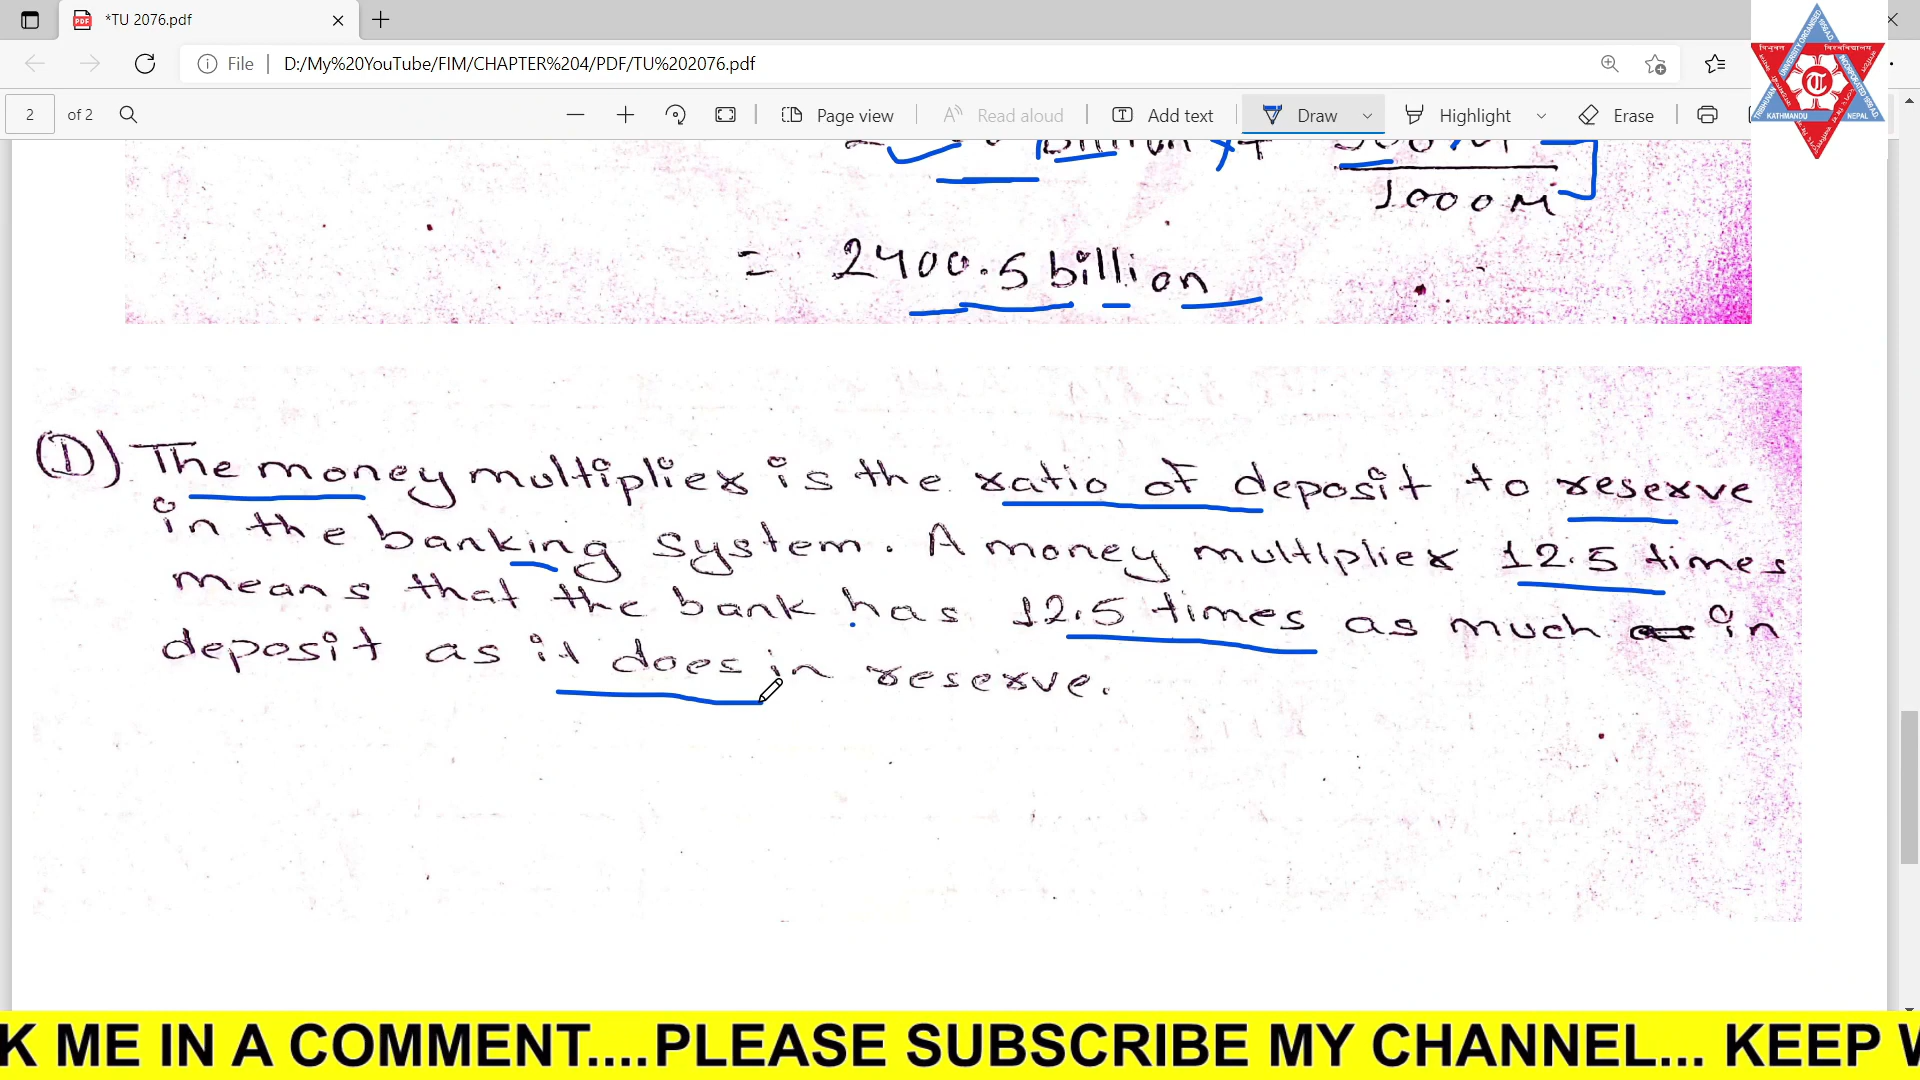 *TU 2076.pdf
File
D:/My%20YouTube/FIM/CHAPTER%204/PDF/TU%202076.pdf
2 of 2
Page view
Read aloud
Add text
Draw
Highlight
Erase
billion
1000M
= 2400.5 billion
(D) The money multiplier is the ratio of deposit to reserve
in the banking system. A money multiplier 12.5 times
means that the bank has 12.5 times as much in
deposit as it does in reserve.
KATHMANDU NEPAL
K ME IN A COMMENT....PLEASE SUBSCRIBE MY CHANNEL... KEEP